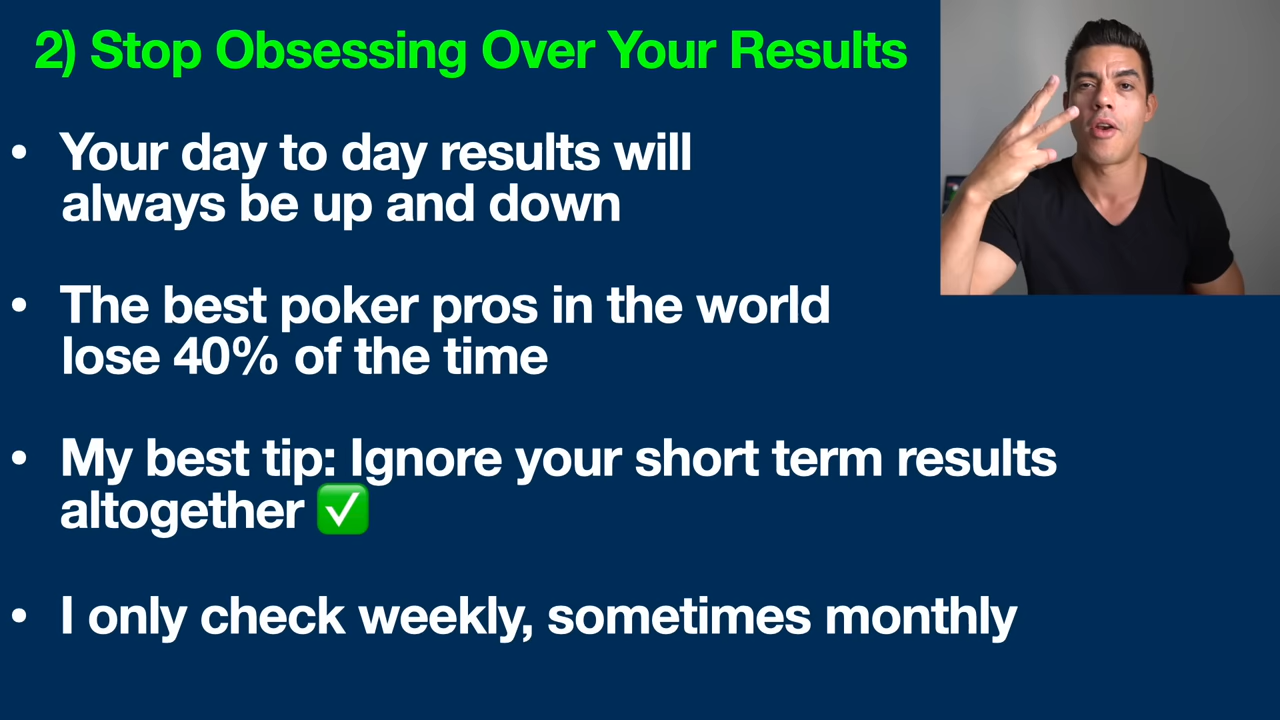 2) Stop Obsessing Over Your Results
• Your day to day results will
always be up and down
• The best poker pros in the world
lose 40% of the time
• My best tip: Ignore your short term results
altogether ✅
• I only check weekly, sometimes monthly